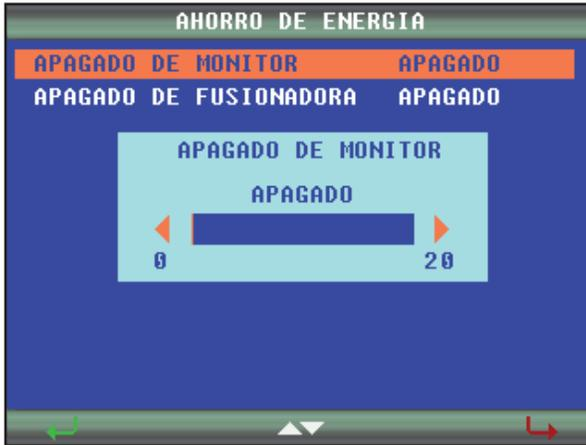 AHORRO DE ENERGIA
APAGADO DE MONITOR APAGADO
APAGADO DE FUSIONADORA APAGADO
APAGADO DE MONITOR
APAGADO
0 20